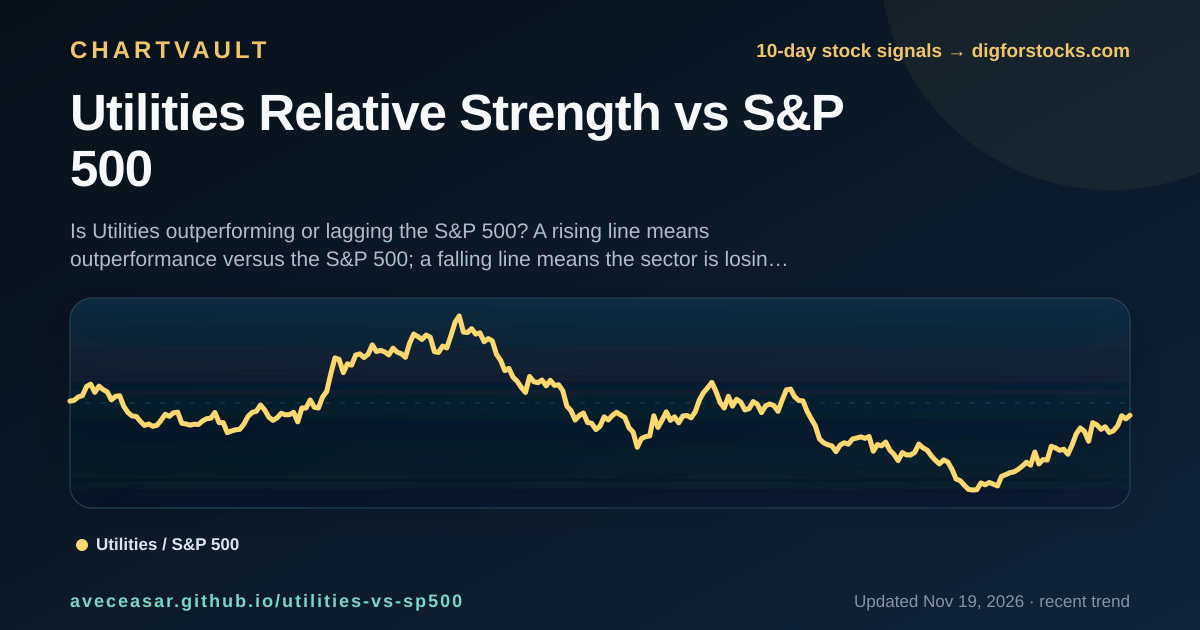 CHARTVAULT
10-day stock signals → digforstocks.com
Utilities Relative Strength vs S&P
500
Is Utilities outperforming or lagging the S&P 500? A rising line means
outperformance versus the S&P 500; a falling line means the sector is losin…
Utilities / S&P 500
aveceasar.github.io/utilities-vs-sp500
Updated Nov 19, 2026 · recent trend